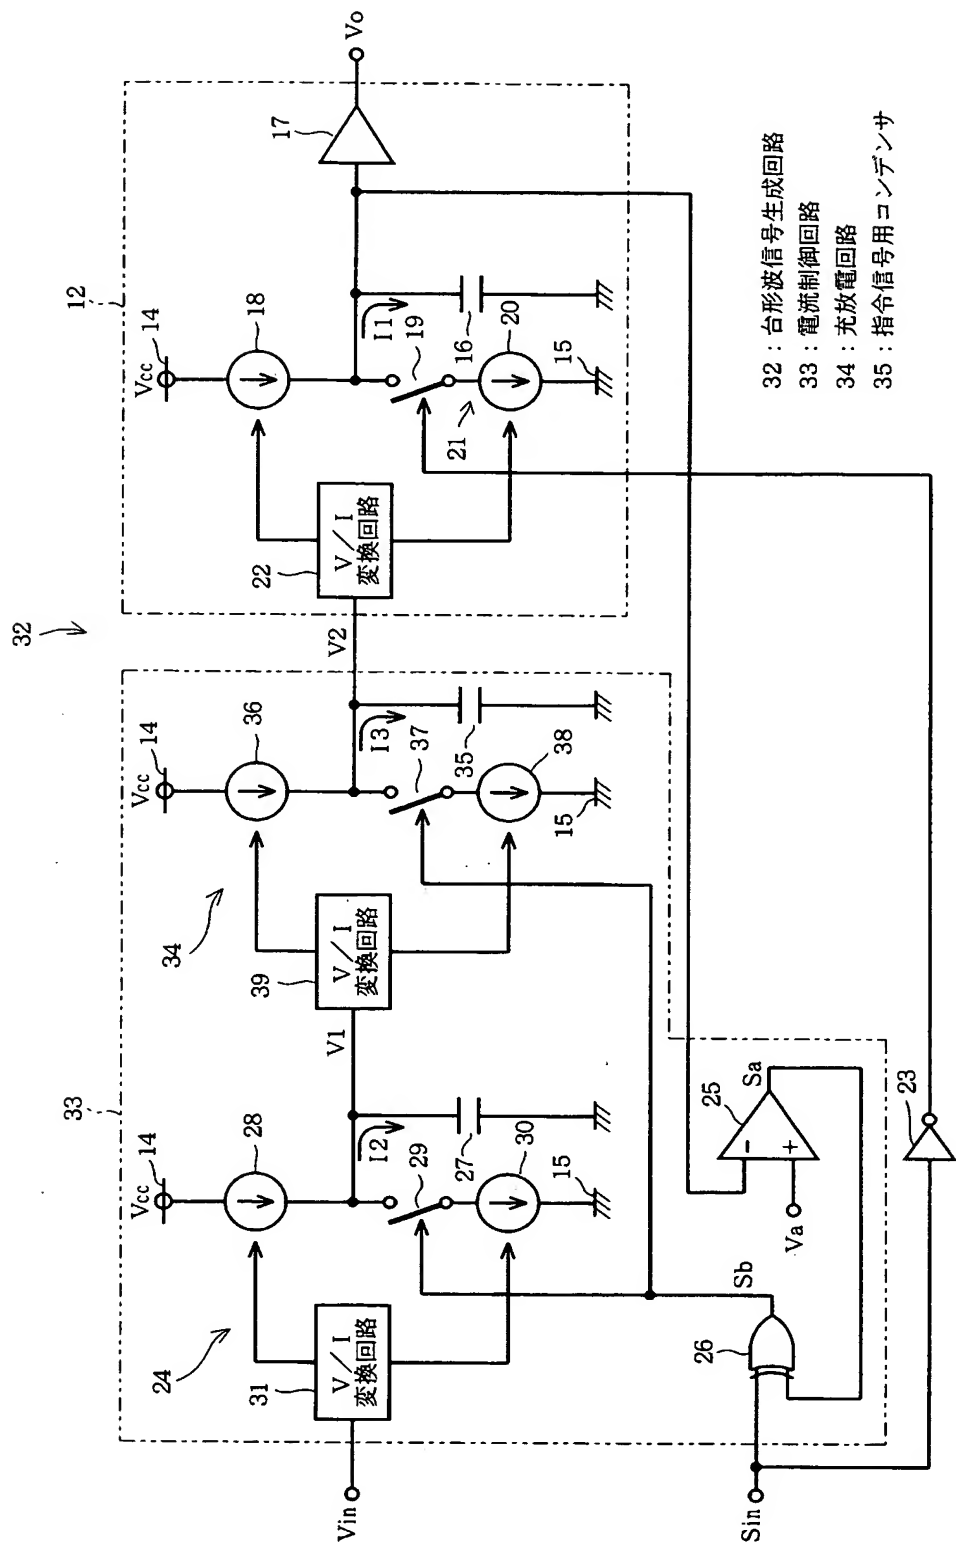 32
33
12
14
Vcc
28
14
Vcc
36
14
Vcc
18
24
34
17
Vo
Vin
31
V／I
変換回路
V1
39
V／I
変換回路
V2
22
V／I
変換回路
I2
29
27
30
15
I3
37
35
38
15
I1
19
16
21
20
15
Sin
26
Sb
Va
25
－
＋
Sa
23
32：台形波信号生成回路
33：電流制御回路
34：充放電回路
35：指令信号用コンデンサ